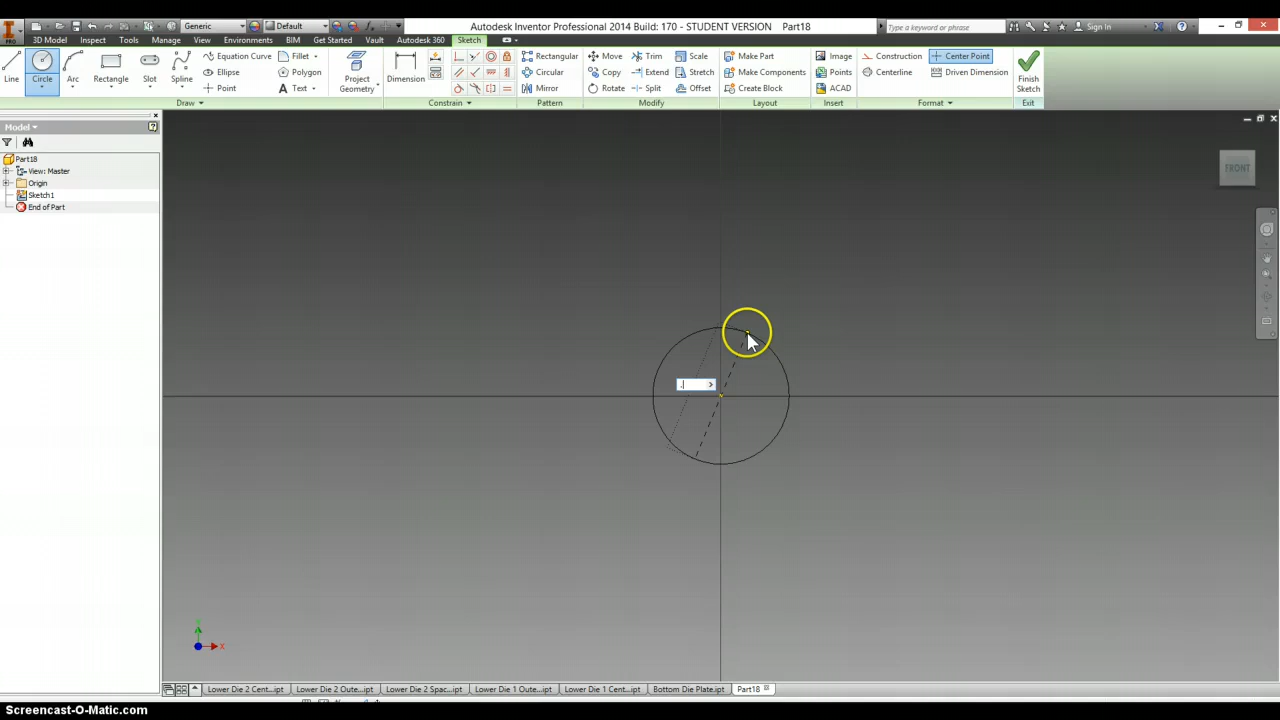 Generic
Default
Autodesk Inventor Professional 2014 Build: 170 - STUDENT VERSION Part18
Type a keyword or phrase
Sign In
PRO
3D Model Inspect Tools Manage View Environments BIM Get Started Vault Autodesk 360 Sketch
Line Circle Arc Rectangle Slot Spline
Equation Curve Fillet
Ellipse Polygon
Point Text
Project Geometry
Dimension
Rectangular
Circular
Mirror
Move Trim Scale
Copy Extend Stretch
Rotate Split Offset
Make Part
Make Components
Create Block
Image
Points
ACAD
Construction Center Point
Centerline Driven Dimension
Finish Sketch
Draw Constrain Pattern Modify Layout Insert Format Exit
Model
Part18
View: Master
Origin
Sketch1
End of Part
FRONT
.
X
Lower Die 2 Cent...ipt Lower Die 2 Oute...ipt Lower Die 2 Spac...ipt Lower Die 1 Oute...ipt Lower Die 1 Cent...ipt Bottom Die Plate.ipt Part18
Screencast-O-Matic.com